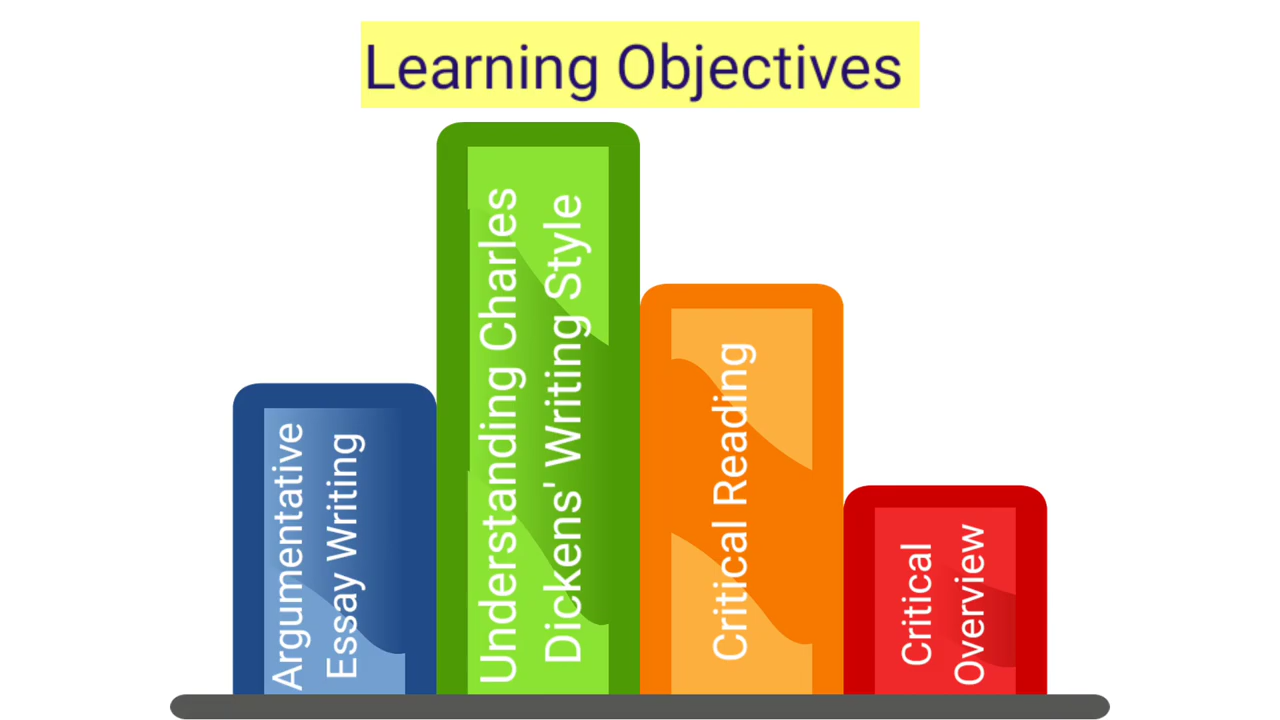 Learning Objectives
Argumentative
Essay Writing
Understanding Charles
Dickens' Writing Style
Critical Reading
Critical
Overview